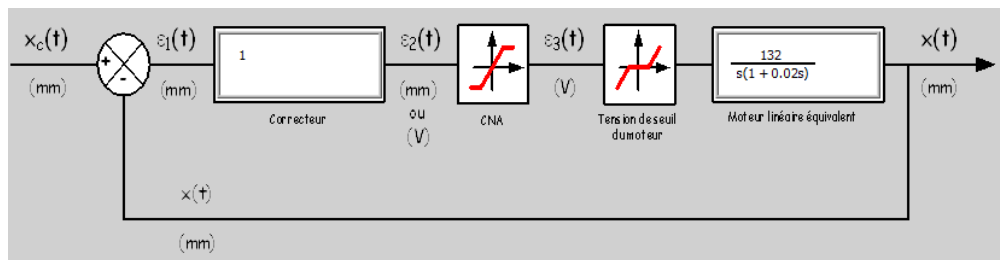 x_c(t)
(mm)
+
-
ε₁(t)
(mm)
1
Correcteur
ε₂(t)
(mm)
ou
(V)
CNA
ε₃(t)
(V)
Tension de seuil
du moteur
132
s(1 + 0.02s)
Moteur linéaire équivalent
x(t)
(mm)
x(t)
(mm)